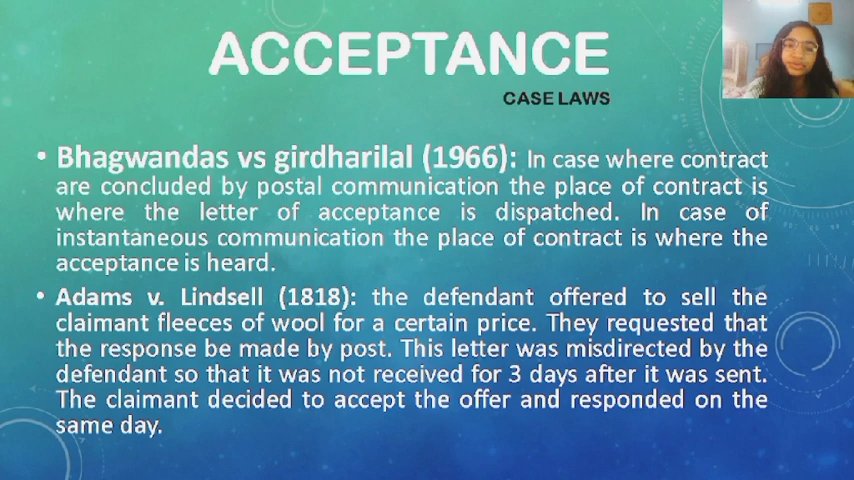 ACCEPTANCE
CASE LAWS
• Bhagwandas vs girdharilal (1966): In case where contract
are concluded by postal communication the place of contract is
where the letter of acceptance is dispatched. In case of
instantaneous communication the place of contract is where the
acceptance is heard.
• Adams v. Lindsell (1818): the defendant offered to sell the
claimant fleeces of wool for a certain price. They requested that
the response be made by post. This letter was misdirected by the
defendant so that it was not received for 3 days after it was sent.
The claimant decided to accept the offer and responded on the
same day.